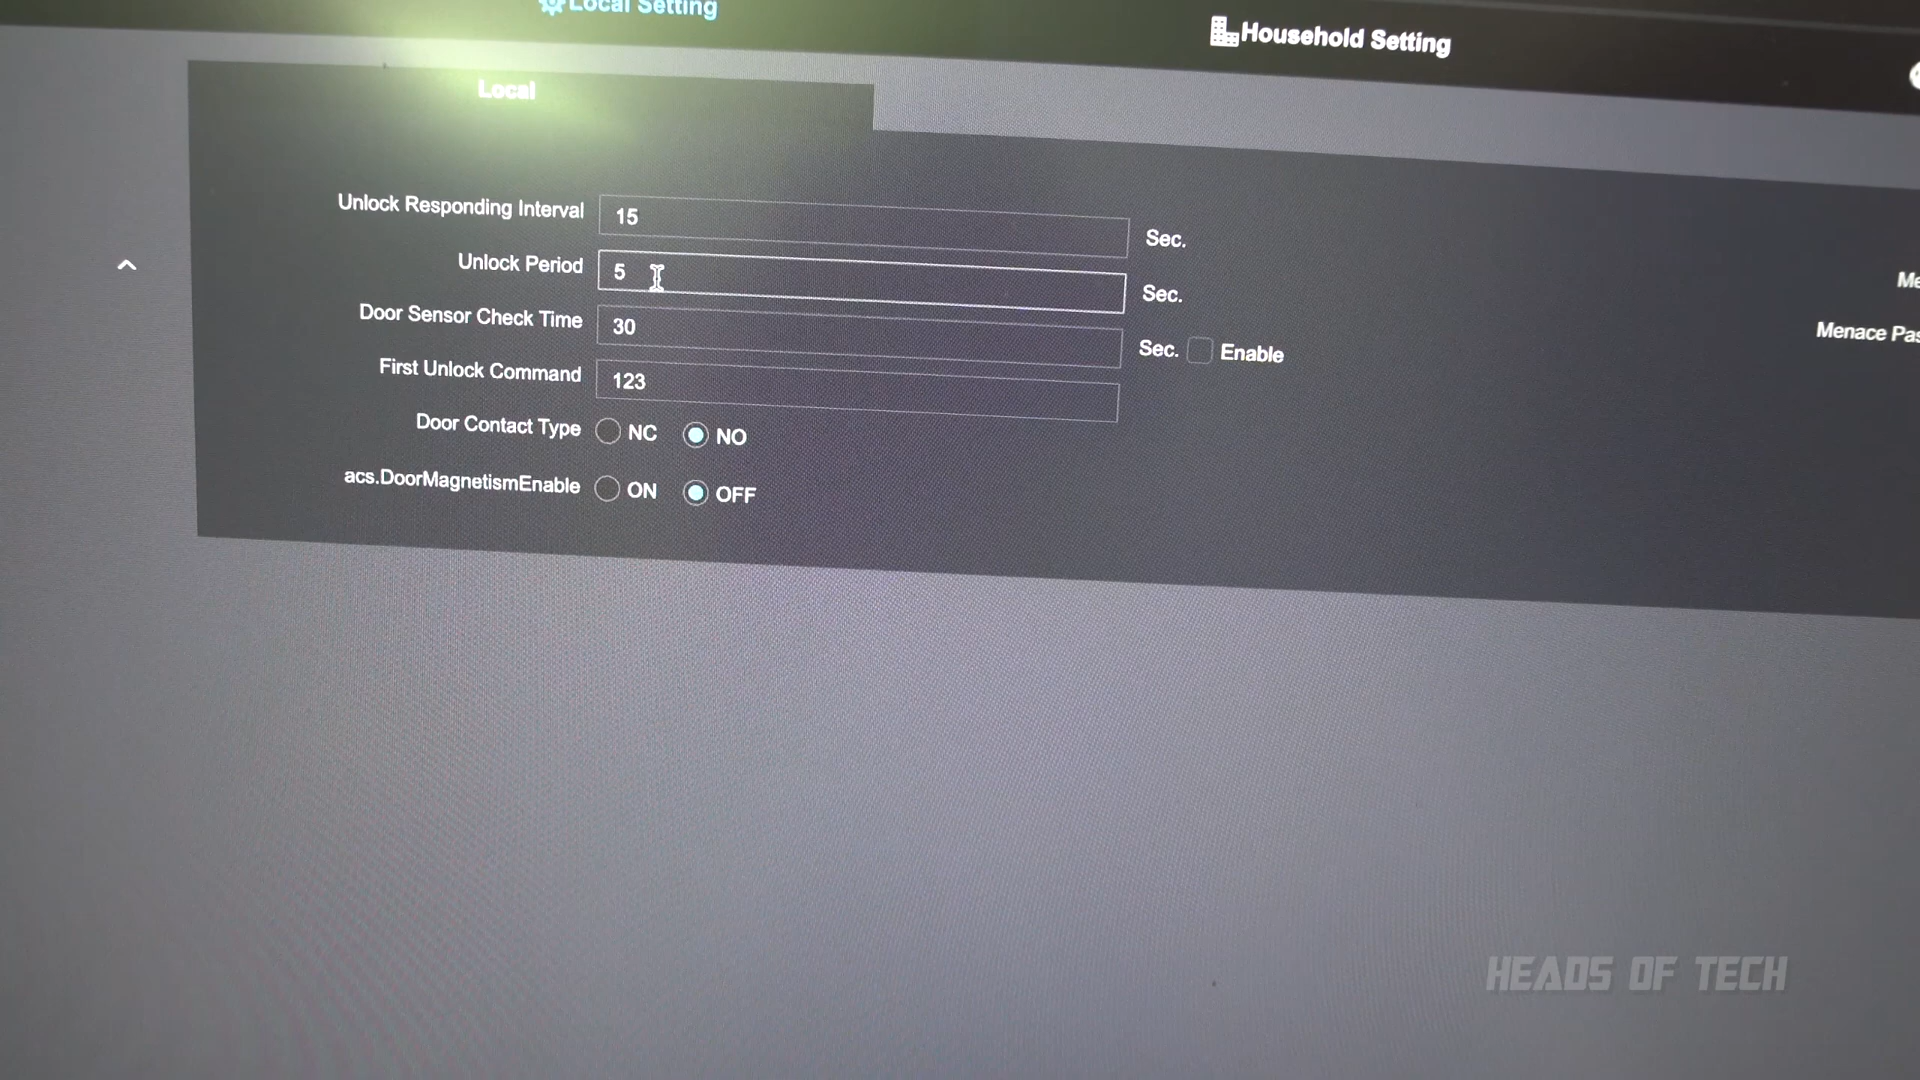 Local Setting
Household Setting
Local
Unlock Responding Interval 15 Sec.
Unlock Period 5 Sec.
Door Sensor Check Time 30 Sec. Enable
First Unlock Command 123
Door Contact Type NC NO
acs.DoorMagnetismEnable ON OFF
Menace
HEADS OF TECH